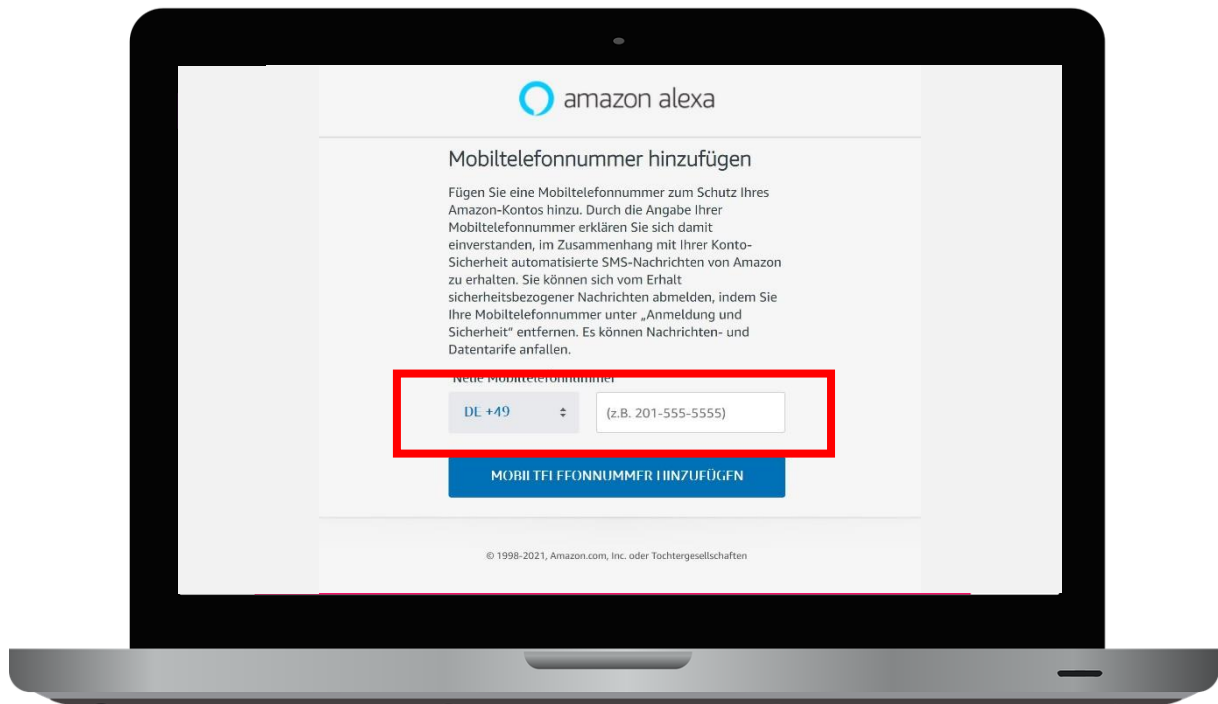 amazon alexa
Mobiltelefonnummer hinzufügen
Fügen Sie eine Mobiltelefonnummer zum Schutz Ihres
Amazon-Kontos hinzu. Durch die Angabe Ihrer
Mobiltelefonnummer erklären Sie sich damit
einverstanden, im Zusammenhang mit Ihrer Konto-
Sicherheit automatisierte SMS-Nachrichten von Amazon
zu erhalten. Sie können sich vom Erhalt
sicherheitsbezogener Nachrichten abmelden, indem Sie
Ihre Mobiltelefonnummer unter „Anmeldung und
Sicherheit“ entfernen. Es können Nachrichten- und
Datentarife anfallen.
Neue Mobiltelefonnummer
DE +49 (z.B. 201-555-5555)
MOBILTELEFONNUMMER HINZUFÜGEN
© 1998-2021, Amazon.com, Inc. oder Tochtergesellschaften